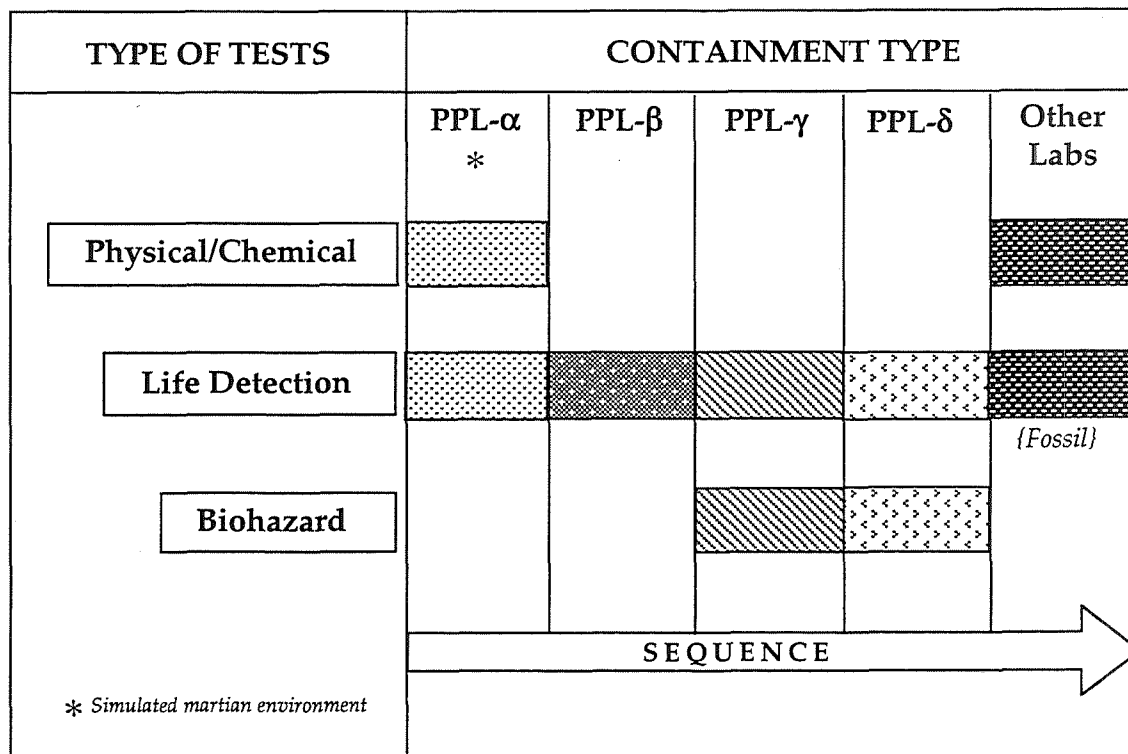 TYPE OF TESTS
CONTAINMENT TYPE
PPL-α
*
PPL-β
PPL-γ
PPL-δ
Other
Labs
Physical/Chemical
Life Detection
{Fossil}
Biohazard
SEQUENCE
* Simulated martian environment